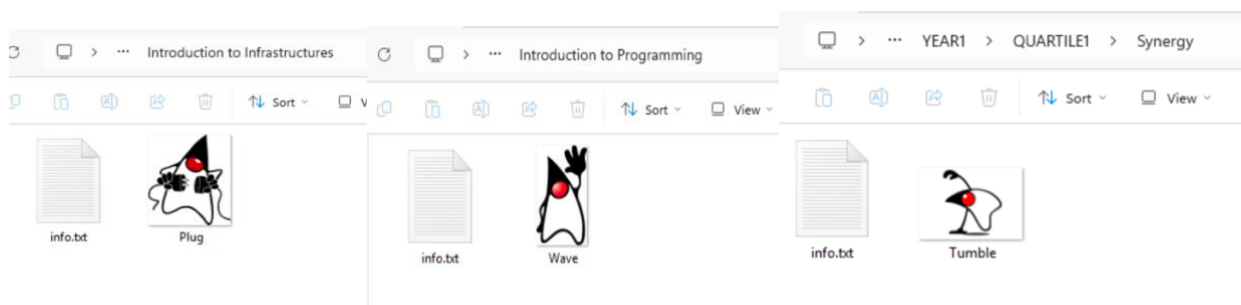 > ... Introduction to Infrastructures
Sort
V
info.txt
Plug
> ... Introduction to Programming
Sort
View
info.txt
Wave
> ... YEAR1 > QUARTILE1 > Synergy
Sort
View
info.txt
Tumble